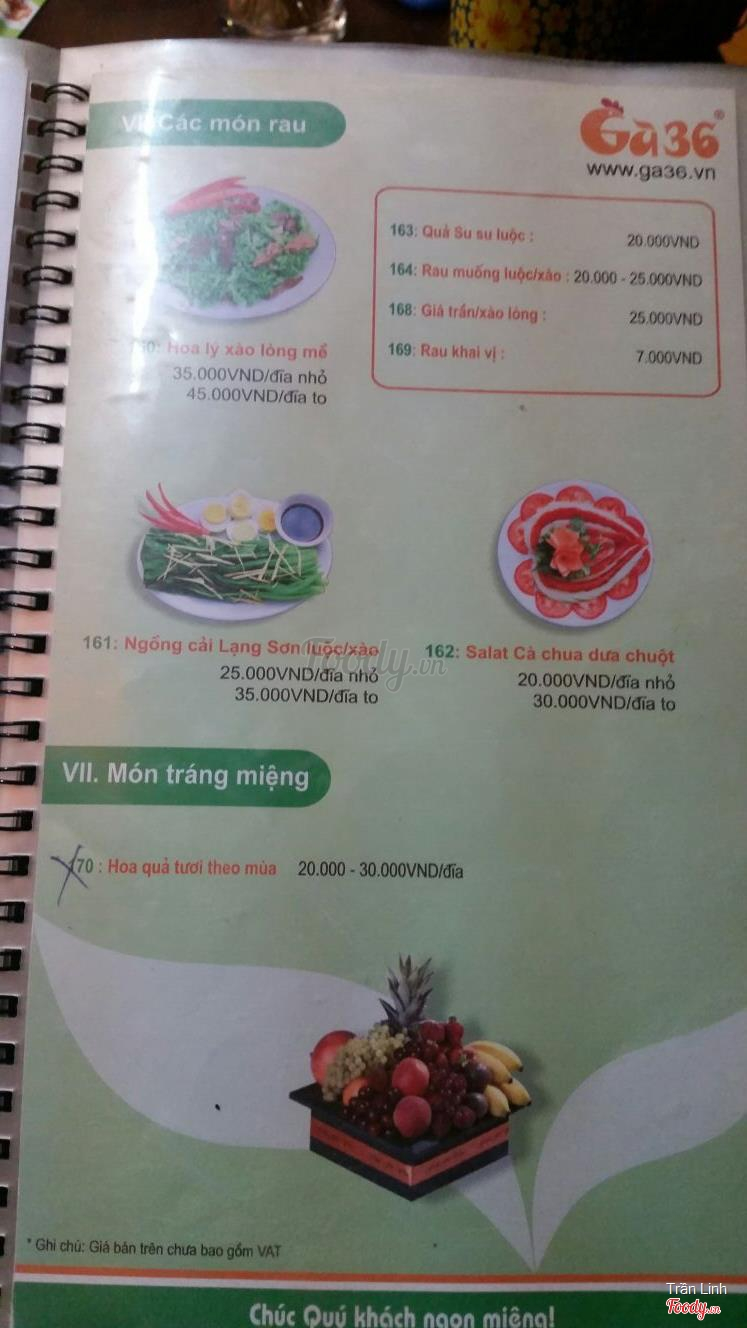 VI. Các món rau
Gà36®
www.ga36.vn
163: Quả Su su luộc : 20.000VND
164: Rau muống luộc/xào : 20.000 - 25.000VND
168: Giá trần/xào lòng : 25.000VND
169: Rau khai vị : 7.000VND
160: Hoa lý xào lòng mề
35.000VND/đĩa nhỏ
45.000VND/đĩa to
161: Ngồng cải Lạng Sơn luộc/xào
25.000VND/đĩa nhỏ
35.000VND/đĩa to
162: Salat Cà chua dưa chuột
20.000VND/đĩa nhỏ
30.000VND/đĩa to
Foody.vn
VII. Món tráng miệng
170 : Hoa quả tươi theo mùa 20.000 - 30.000VND/đĩa
* Ghi chú: Giá bán trên chưa bao gồm VAT
Chúc Quý khách ngon miệng!
Trần Linh
Foody.vn